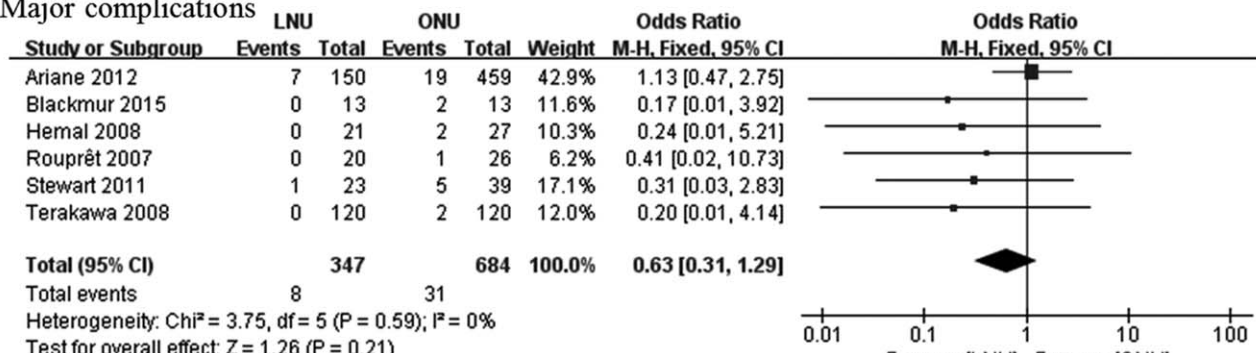 Major complications
LNU ONU Odds Ratio Odds Ratio
Study or Subgroup Events Total Events Total Weight M-H, Fixed, 95% CI M-H, Fixed, 95% CI
Ariane 2012 7 150 19 459 42.9% 1.13 [0.47, 2.75]
Blackmur 2015 0 13 2 13 11.6% 0.17 [0.01, 3.92]
Hemal 2008 0 21 2 27 10.3% 0.24 [0.01, 5.21]
Rouprêt 2007 0 20 1 26 6.2% 0.41 [0.02, 10.73]
Stewart 2011 1 23 5 39 17.1% 0.31 [0.03, 2.83]
Terakawa 2008 0 120 2 120 12.0% 0.20 [0.01, 4.14]
Total (95% CI) 347 684 100.0% 0.63 [0.31, 1.29]
Total events 8 31
Heterogeneity: Chi² = 3.75, df = 5 (P = 0.59); I² = 0%
Test for overall effect: Z = 1.26 (P = 0.21)
0.01 0.1 1 10 100